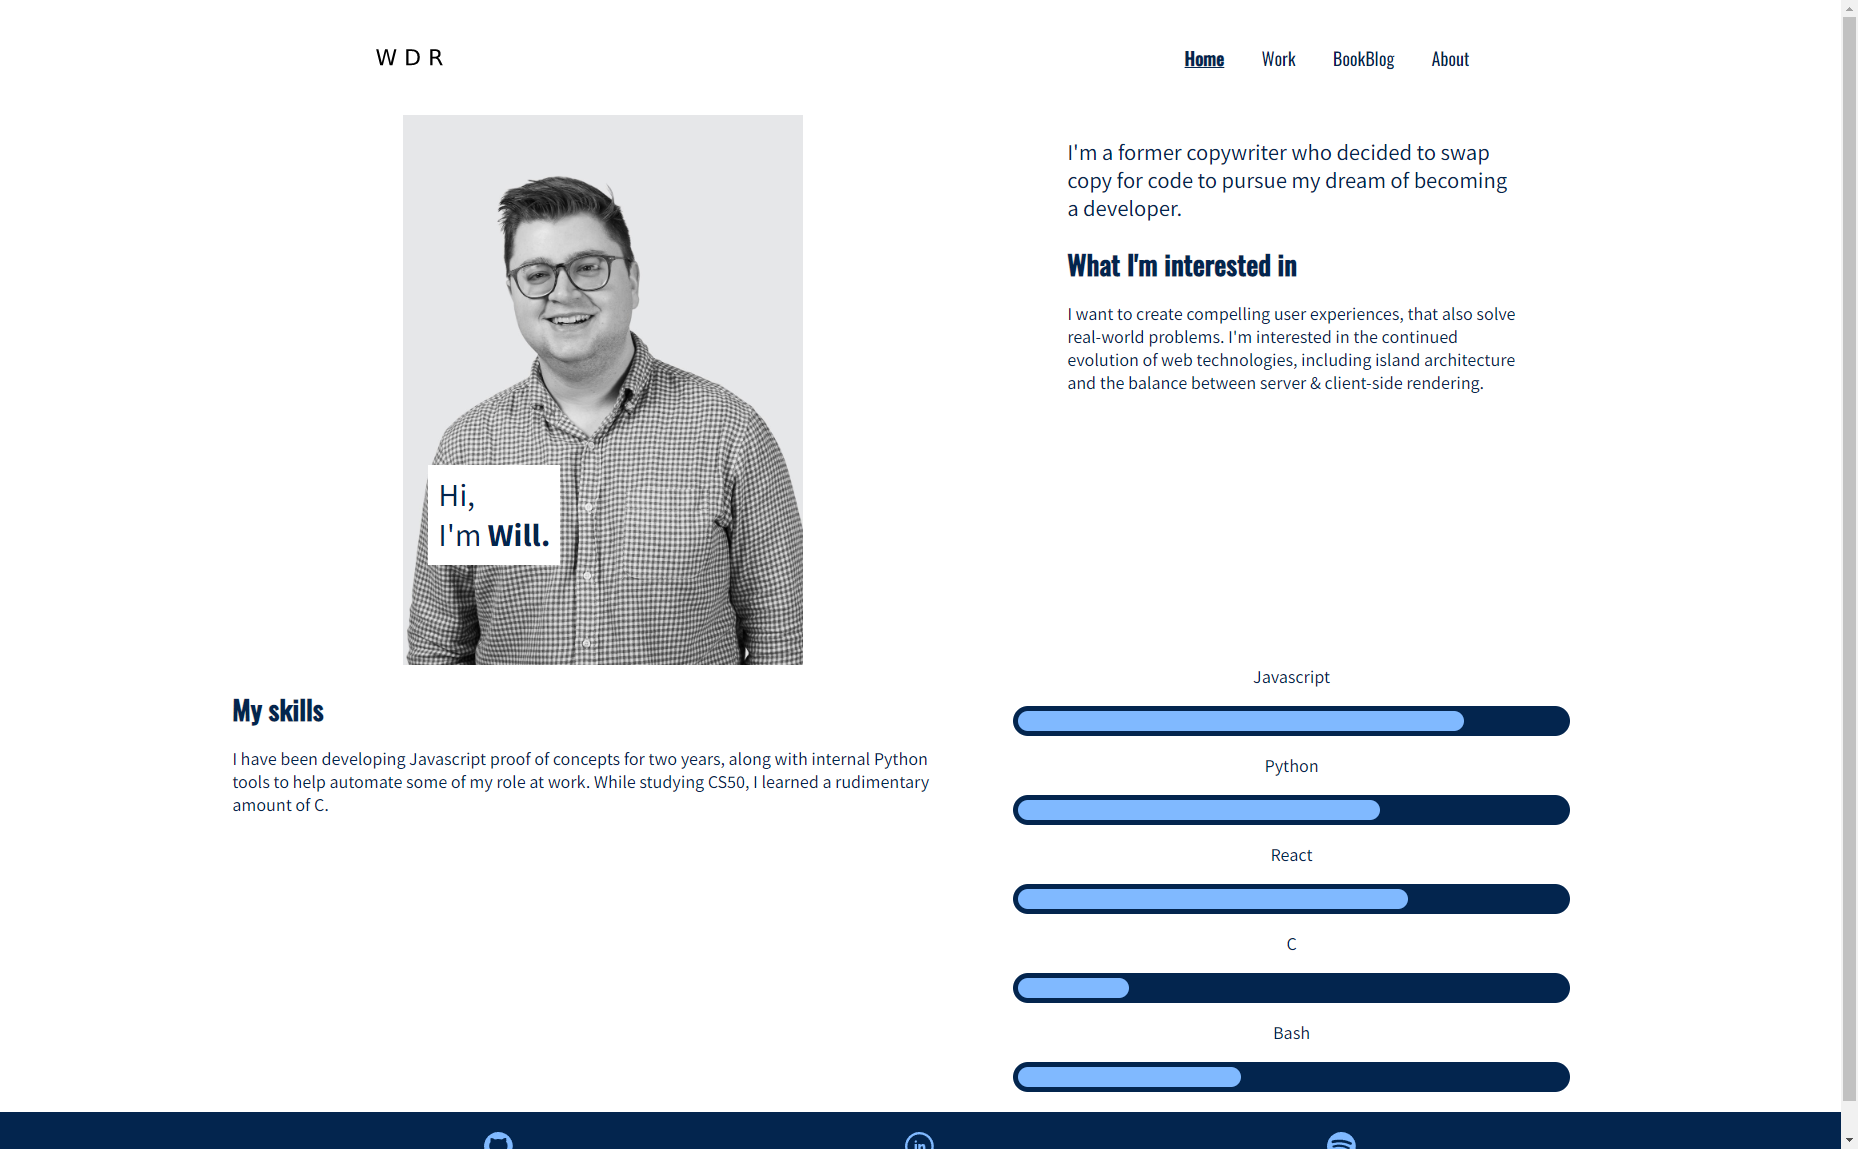 W D R
Home
Work
BookBlog
About
I'm a former copywriter who decided to swap
copy for code to pursue my dream of becoming
a developer.
What I'm interested in
I want to create compelling user experiences, that also solve
real-world problems. I'm interested in the continued
evolution of web technologies, including island architecture
and the balance between server & client-side rendering.
Hi,
I'm Will.
My skills
I have been developing Javascript proof of concepts for two years, along with internal Python
tools to help automate some of my role at work. While studying CS50, I learned a rudimentary
amount of C.
Javascript
Python
React
C
Bash
in